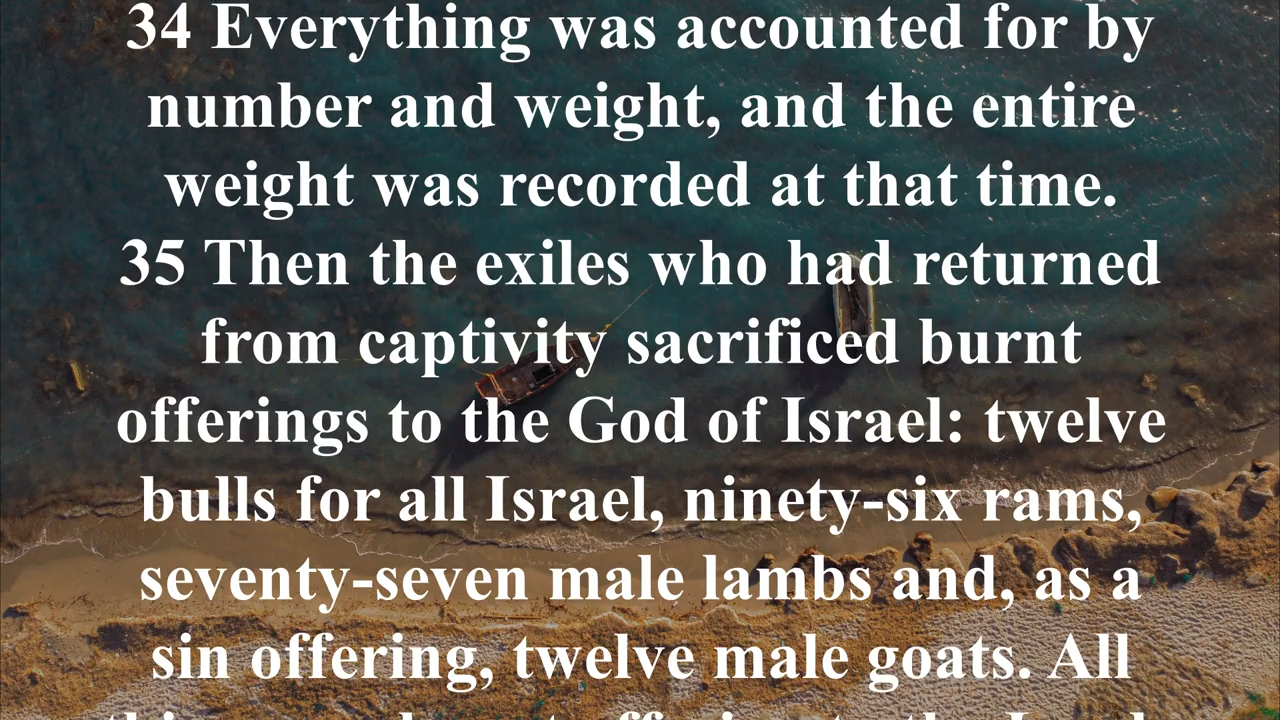 34 Everything was accounted for by
number and weight, and the entire
weight was recorded at that time.
35 Then the exiles who had returned
from captivity sacrificed burnt
offerings to the God of Israel: twelve
bulls for all Israel, ninety-six rams,
seventy-seven male lambs and, as a
sin offering, twelve male goats. All